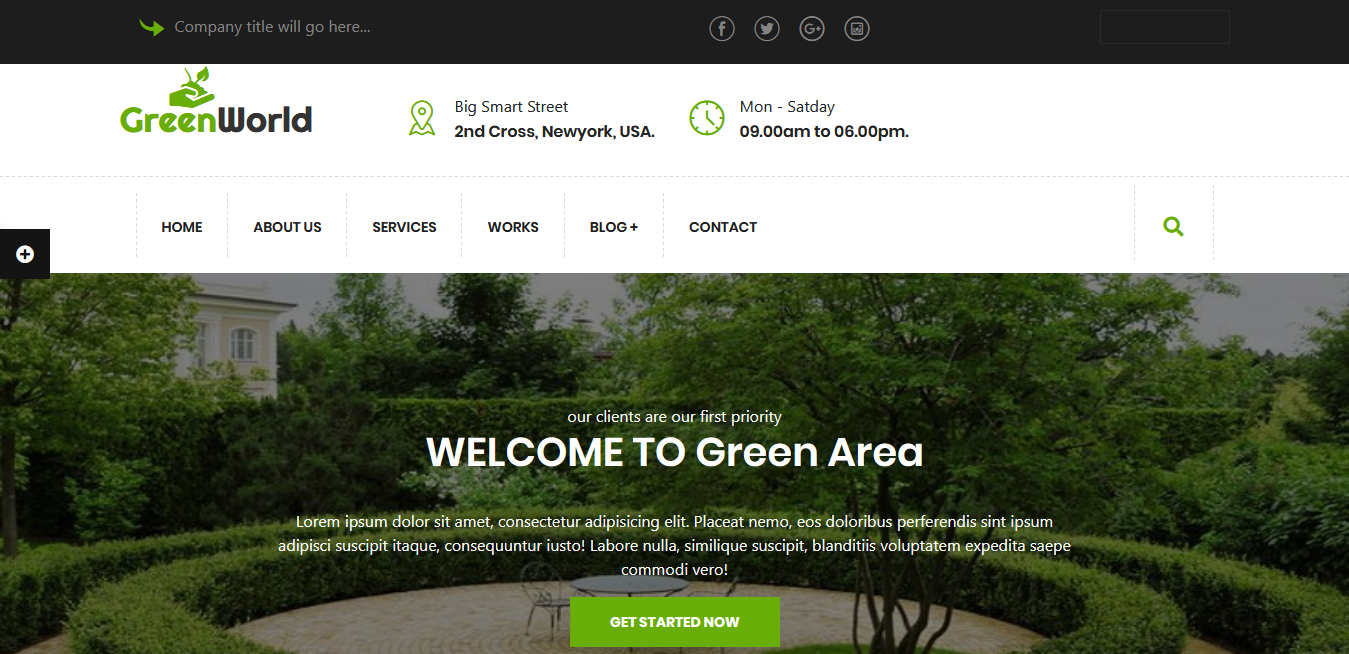 Company title will go here...
GreenWorld
Big Smart Street
2nd Cross, Newyork, USA.
Mon - Satday
09.00am to 06.00pm.
HOME
ABOUT US
SERVICES
WORKS
BLOG +
CONTACT
our clients are our first priority
WELCOME TO Green Area
Lorem ipsum dolor sit amet, consectetur adipisicing elit. Placeat nemo, eos doloribus perferendis sint ipsum
adipisci suscipit itaque, consequuntur iusto! Labore nulla, similique suscipit, blanditiis voluptatem expedita saepe
commodi vero!
GET STARTED NOW